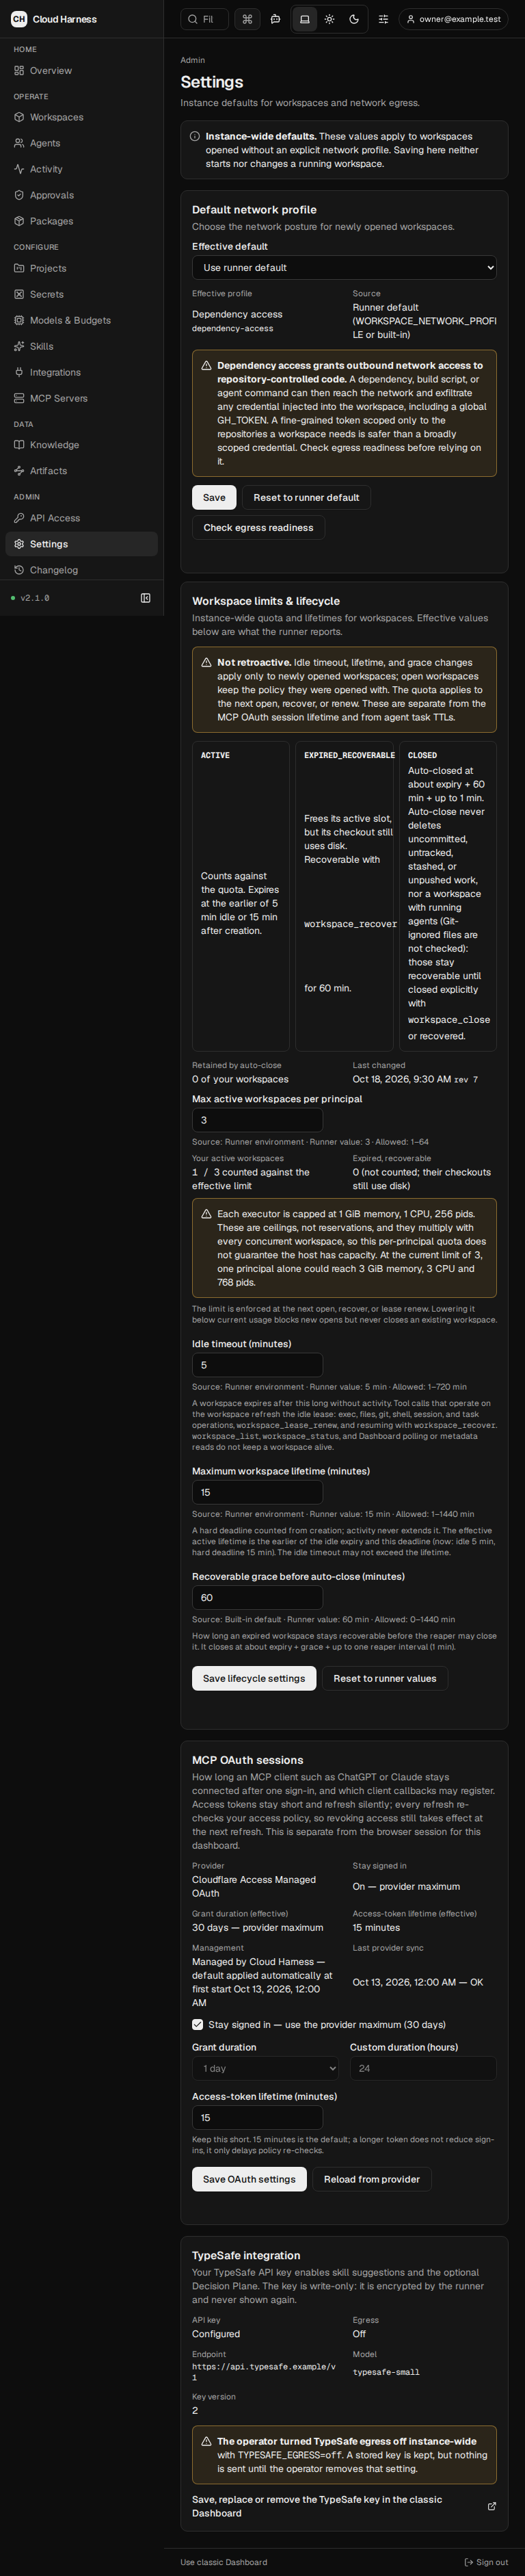 CH Cloud Harness
HOME
Overview
OPERATE
Workspaces
Agents
Activity
Approvals
Packages
CONFIGURE
Projects
Secrets
Models & Budgets
Skills
Integrations
MCP Servers
DATA
Knowledge
Artifacts
ADMIN
API Access
Settings
Changelog
v2.1.0
Fil
owner@example.test
Admin
Settings
Instance defaults for workspaces and network egress.
Instance-wide defaults. These values apply to workspaces
opened without an explicit network profile. Saving here neither
starts nor changes a running workspace.
Default network profile
Choose the network posture for newly opened workspaces.
Effective default
Use runner default
Effective profile
Dependency access
dependency-access
Source
Runner default
(WORKSPACE_NETWORK_PROFI
LE or built-in)
Dependency access grants outbound network access to
repository-controlled code. A dependency, build script, or
agent command can then reach the network and exfiltrate
any credential injected into the workspace, including a global
GH_TOKEN. A fine-grained token scoped only to the
repositories a workspace needs is safer than a broadly
scoped credential. Check egress readiness before relying on
it.
Save
Reset to runner default
Check egress readiness
Workspace limits & lifecycle
Instance-wide quota and lifetimes for workspaces. Effective values
below are what the runner reports.
Not retroactive. Idle timeout, lifetime, and grace changes
apply only to newly opened workspaces; open workspaces
keep the policy they were opened with. The quota applies to
the next open, recover, or renew. These are separate from the
MCP OAuth session lifetime and from agent task TTLs.
ACTIVE
Counts against
the quota. Expires
at the earlier of 5
min idle or 15 min
after creation.
EXPIRED_RECOVERABLE
Frees its active slot,
but its checkout still
uses disk.
Recoverable with
workspace_recover
for 60 min.
CLOSED
Auto-closed at
about expiry + 60
min + up to 1 min.
Auto-close never
deletes
uncommitted,
untracked,
stashed, or
unpushed work,
nor a workspace
with running
agents (Git-
ignored files are
not checked):
those stay
recoverable until
closed explicitly
with
workspace_close
or recovered.
Retained by auto-close
0 of your workspaces
Last changed
Oct 18, 2026, 9:30 AM rev 7
Max active workspaces per principal
3
Source: Runner environment · Runner value: 3 · Allowed: 1–64
Your active workspaces
1 / 3 counted against the
effective limit
Expired, recoverable
0 (not counted; their checkouts
still use disk)
Each executor is capped at 1 GiB memory, 1 CPU, 256 pids.
These are ceilings, not reservations, and they multiply with
every concurrent workspace, so this per-principal quota does
not guarantee the host has capacity. At the current limit of 3,
one principal alone could reach 3 GiB memory, 3 CPU and
768 pids.
The limit is enforced at the next open, recover, or lease renew. Lowering it
below current usage blocks new opens but never closes an existing workspace.
Idle timeout (minutes)
5
Source: Runner environment · Runner value: 5 min · Allowed: 1–720 min
A workspace expires after this long without activity. Tool calls that operate on
the workspace refresh the idle lease: exec, files, git, shell, session, and task
operations, workspace_lease_renew, and resuming with workspace_recover.
workspace_list, workspace_status, and Dashboard polling or metadata
reads do not keep a workspace alive.
Maximum workspace lifetime (minutes)
15
Source: Runner environment · Runner value: 15 min · Allowed: 1–1440 min
A hard deadline counted from creation; activity never extends it. The effective
active lifetime is the earlier of the idle expiry and this deadline (now: idle 5 min,
hard deadline 15 min). The idle timeout may not exceed the lifetime.
Recoverable grace before auto-close (minutes)
60
Source: Built-in default · Runner value: 60 min · Allowed: 0–1440 min
How long an expired workspace stays recoverable before the reaper may close
it. It closes at about expiry + grace + up to one reaper interval (1 min).
Save lifecycle settings
Reset to runner values
MCP OAuth sessions
How long an MCP client such as ChatGPT or Claude stays
connected after one sign-in, and which client callbacks may register.
Access tokens stay short and refresh silently; every refresh re-
checks your access policy, so revoking access still takes effect at
the next refresh. This is separate from the browser session for this
dashboard.
Provider
Cloudflare Access Managed
OAuth
Stay signed in
On — provider maximum
Grant duration (effective)
30 days — provider maximum
Access-token lifetime (effective)
15 minutes
Management
Managed by Cloud Harness —
default applied automatically at
first start Oct 13, 2026, 12:00
AM
Last provider sync
Oct 13, 2026, 12:00 AM — OK
Stay signed in — use the provider maximum (30 days)
Grant duration
1 day
Custom duration (hours)
24
Access-token lifetime (minutes)
15
Keep this short. 15 minutes is the default; a longer token does not reduce sign-
ins, it only delays policy re-checks.
Save OAuth settings
Reload from provider
TypeSafe integration
Your TypeSafe API key enables skill suggestions and the optional
Decision Plane. The key is write-only: it is encrypted by the runner
and never shown again.
API key
Configured
Egress
Off
Endpoint
https://api.typesafe.example/v
1
Model
typesafe-small
Key version
2
The operator turned TypeSafe egress off instance-wide
with TYPESAFE_EGRESS=off. A stored key is kept, but nothing
is sent until the operator removes that setting.
Save, replace or remove the TypeSafe key in the classic
Dashboard
Use classic Dashboard
Sign out